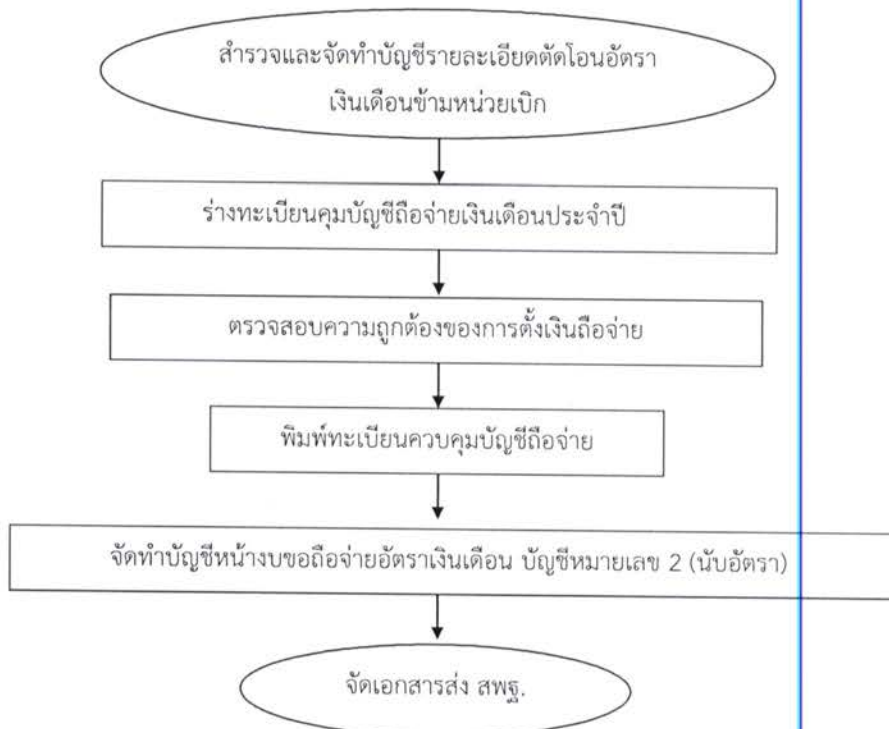 สำรวจและจัดทำบัญชีรายละเอียดตัดโอนอัตรา
เงินเดือนข้ามหน่วยเบิก
ร่างทะเบียนคุมบัญชีถือจ่ายเงินเดือนประจำปี
ตรวจสอบความถูกต้องของการตั้งเงินถือจ่าย
พิมพ์ทะเบียนควบคุมบัญชีถือจ่าย
จัดทำบัญชีหน้างบขอถือจ่ายอัตราเงินเดือน บัญชีหมายเลข 2 (นับอัตรา)
จัดเอกสารส่ง สพฐ.